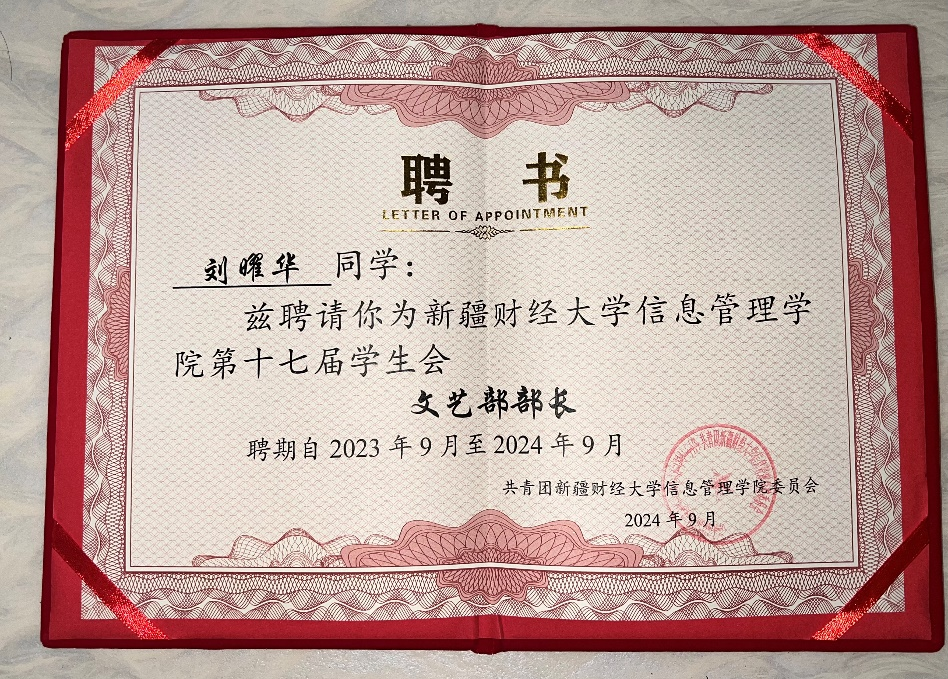 聘 书
LETTER OF APPOINTMENT
刘曜华 同学：
兹聘请你为新疆财经大学信息管理学
院第十七届学生会
文艺部部长
聘期自 2023 年 9 月至 2024 年 9 月
共青团新疆财经大学信息管理学院委员会
2024 年 9 月